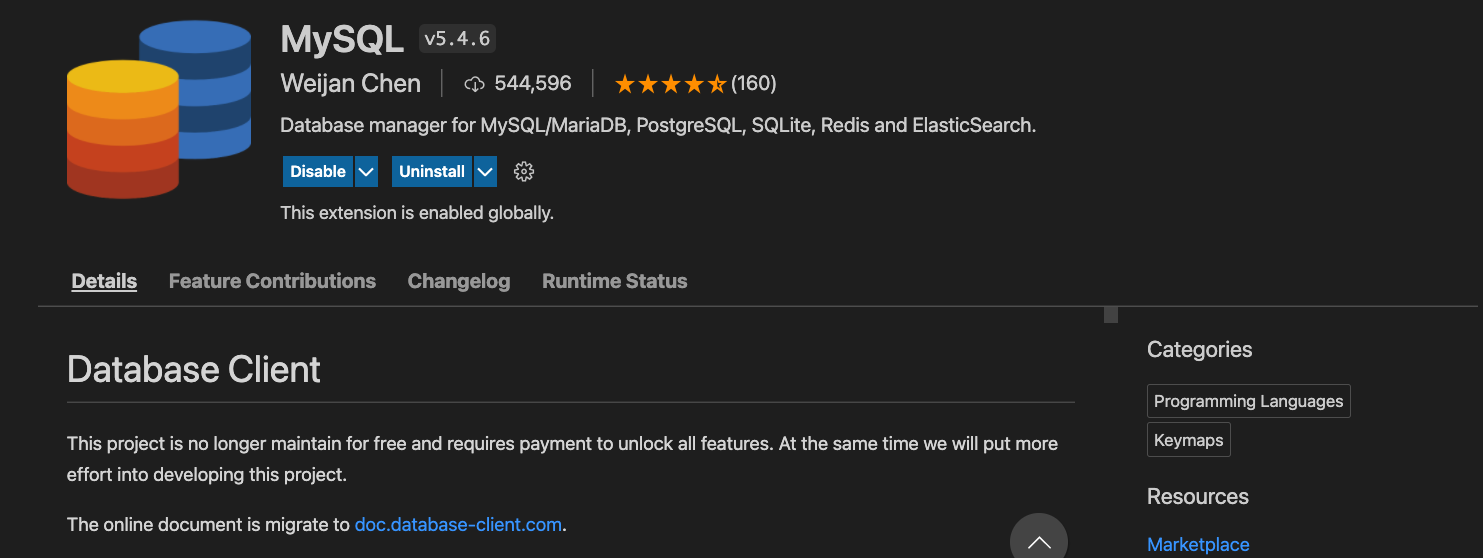 MySQL v5.4.6
Weijan Chen 544,596 (160)
Database manager for MySQL/MariaDB, PostgreSQL, SQLite, Redis and ElasticSearch.
Disable Uninstall
This extension is enabled globally.
Details Feature Contributions Changelog Runtime Status
Database Client
This project is no longer maintain for free and requires payment to unlock all features. At the same time we will put more
effort into developing this project.
The online document is migrate to doc.database-client.com.
Categories
Programming Languages
Keymaps
Resources
Marketplace